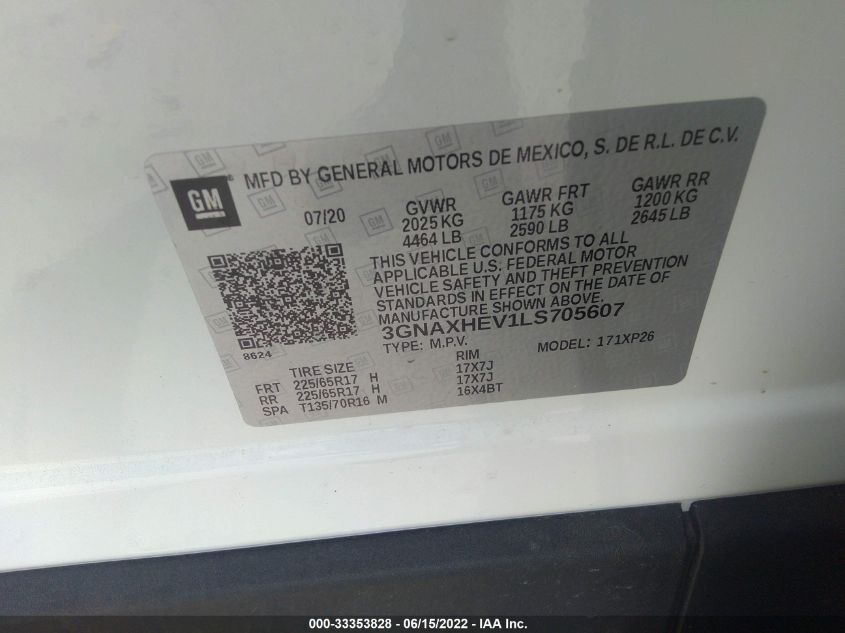 MFD BY GENERAL MOTORS DE MEXICO, S. DE R.L. DE C.V.
GM
07/20
GVWR GAWR FRT GAWR RR
2025 KG 1175 KG 1200 KG
4464 LB 2590 LB 2645 LB
THIS VEHICLE CONFORMS TO ALL
APPLICABLE U.S. FEDERAL MOTOR
VEHICLE SAFETY AND THEFT PREVENTION
STANDARDS IN EFFECT ON THE DATE OF
MANUFACTURE SHOWN ABOVE.
3GNAXHEV1LS705607
TYPE: M.P.V. MODEL: 171XP26
8624
TIRE SIZE RIM
FRT 225/65R17 H 17X7J
RR 225/65R17 H 17X7J
SPA T135/70R16 M 16X4BT
000-33353828 - 06/15/2022 - IAA Inc.